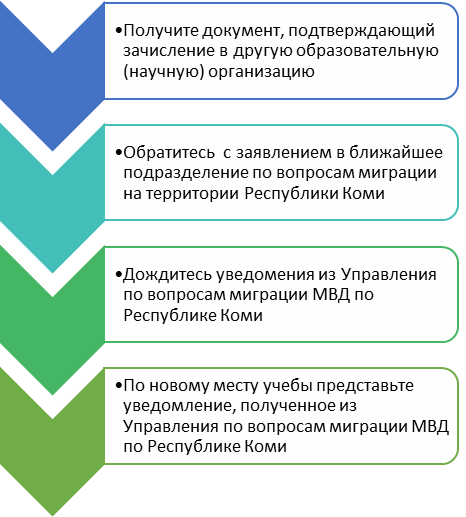 •Получите документ, подтверждающий
зачисление в другую образовательную
(научную) организацию
•Обратитесь с заявлением в ближайшее
подразделение по вопросам миграции
на территории Республики Коми
•Дождитесь уведомения из Управления
по вопросам миграции МВД по
Республике Коми
•По новому месту учебы представьте
уведомление, полученное из
Управления по вопросам миграции МВД
по Республике Коми